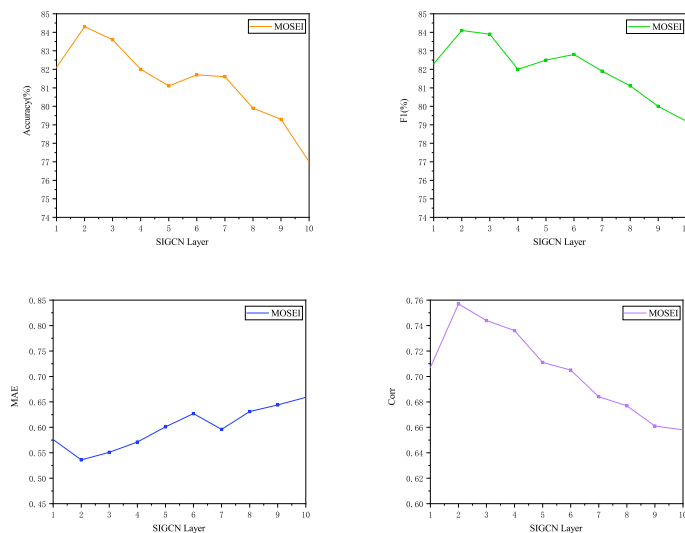 85
84
83
82
81
80
79
78
77
76
75
74
Accuracy(%)
MOSEI
1 2 3 4 5 6 7 8 9 10
SIGCN Layer
85
84
83
82
81
80
79
78
77
76
75
74
F1(%)
MOSEI
1 2 3 4 5 6 7 8 9 1
SIGCN Layer
0.85
0.80
0.75
0.70
0.65
0.60
0.55
0.50
0.45
MAE
MOSEI
1 2 3 4 5 6 7 8 9 10
SIGCN Layer
0.76
0.74
0.72
0.70
0.68
0.66
0.64
0.62
0.60
Corr
MOSEI
1 2 3 4 5 6 7 8 9 10
SIGCN Layer